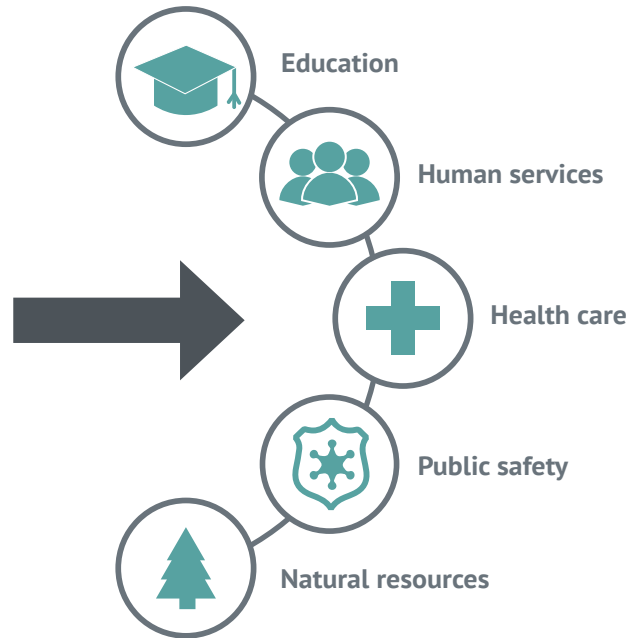 Education
Human services
Health care
Public safety
Natural resources